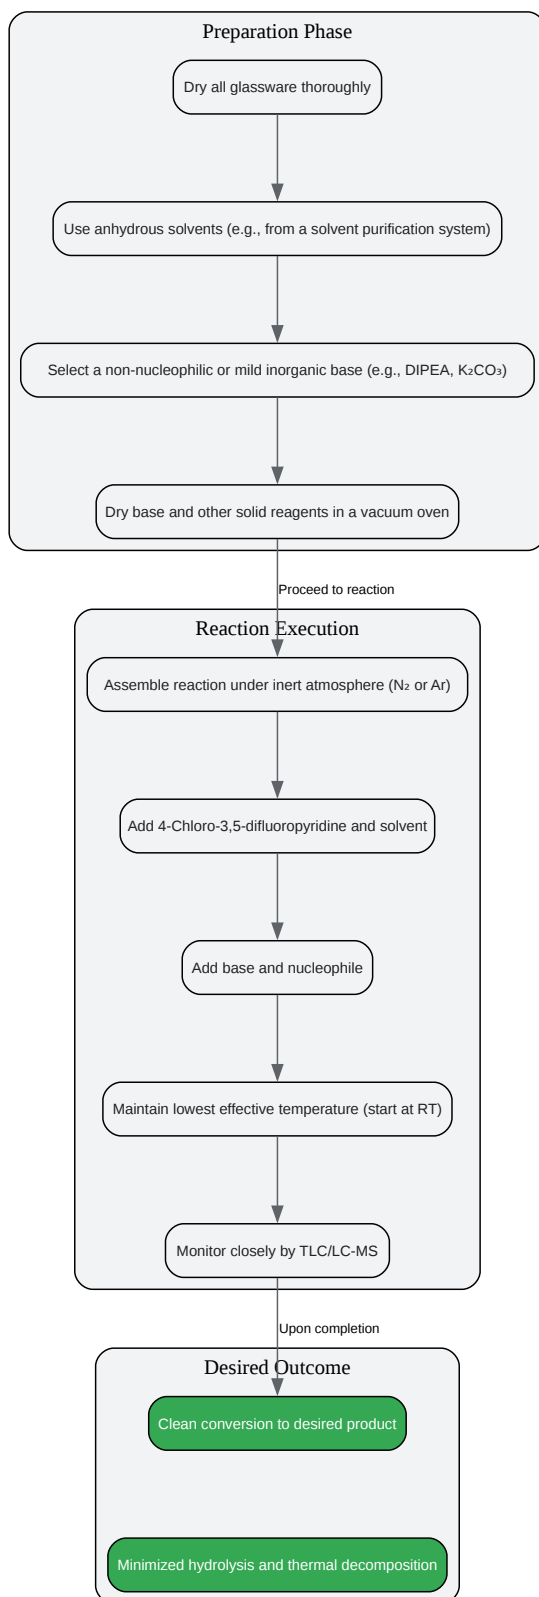 Preparation Phase
Dry all glassware thoroughly
Use anhydrous solvents (e.g., from a solvent purification system)
Select a non-nucleophilic or mild inorganic base (e.g., DIPEA, K₂CO₃)
Dry base and other solid reagents in a vacuum oven
Proceed to reaction
Reaction Execution
Assemble reaction under inert atmosphere (N₂ or Ar)
Add 4-Chloro-3,5-difluoropyridine and solvent
Add base and nucleophile
Maintain lowest effective temperature (start at RT)
Monitor closely by TLC/LC-MS
Upon completion
Desired Outcome
Clean conversion to desired product
Minimized hydrolysis and thermal decomposition